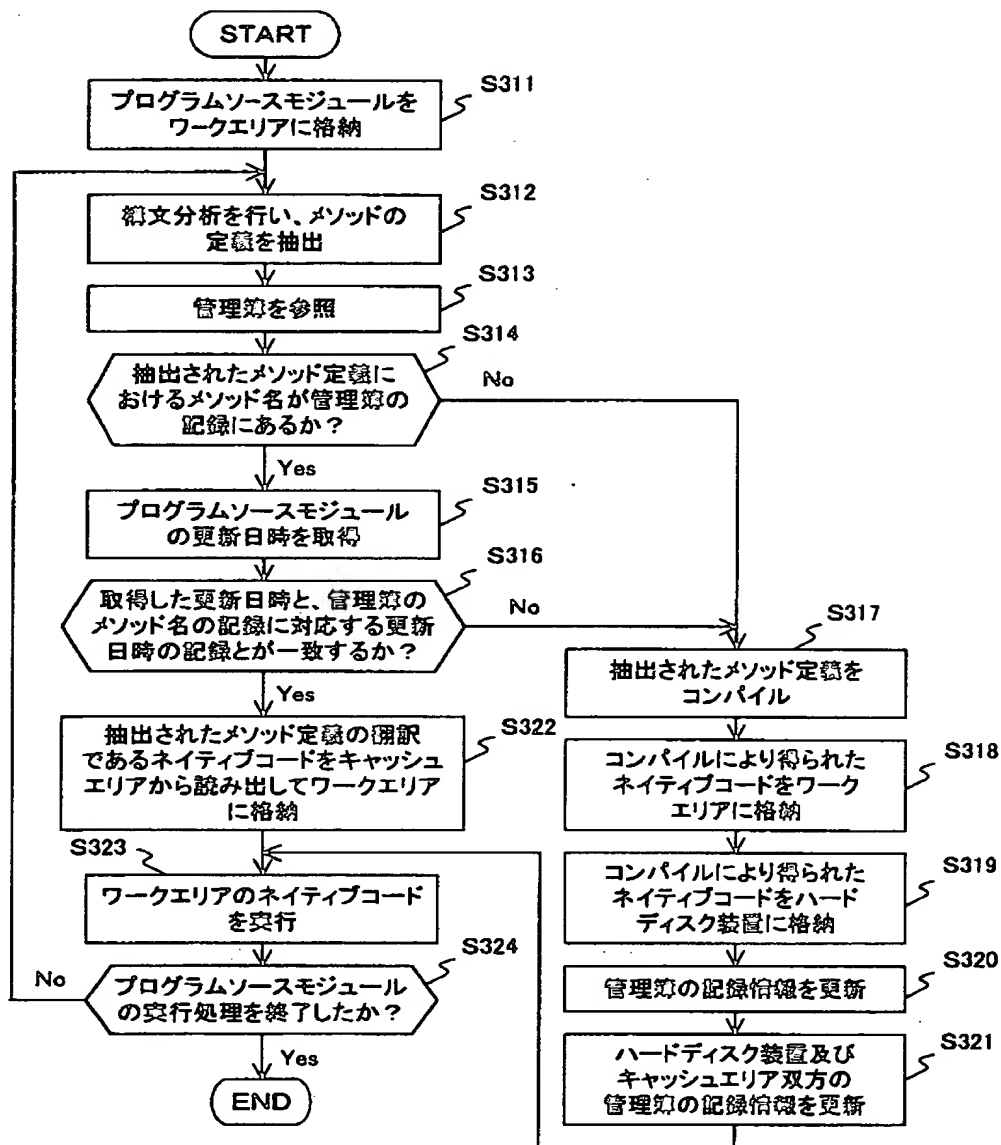 START
S311
プログラムソースモジュールを
ワークエリアに格納
S312
構文分析を行い、メソッドの
定義を抽出
S313
管理簿を参照
S314
抽出されたメソッド定義に
おけるメソッド名が管理簿の
記録にあるか？
No
Yes
S315
プログラムソースモジュール
の更新日時を取得
S316
取得した更新日時と、管理簿の
メソッド名の記録に対応する更新
日時の記録とが一致するか？
No
Yes
S317
抽出されたメソッド定義を
コンパイル
S322
抽出されたメソッド定義の翻訳
であるネイティブコードをキャッシュ
エリアから読み出してワークエリア
に格納
S318
コンパイルにより得られた
ネイティブコードをワーク
エリアに格納
S323
ワークエリアのネイティブコード
を実行
S319
コンパイルにより得られた
ネイティブコードをハード
ディスク装置に格納
S324
No
プログラムソースモジュール
の実行処理を終了したか？
Yes
END
S320
管理簿の記録情報を更新
S321
ハードディスク装置及び
キャッシュエリア双方の
管理簿の記録情報を更新